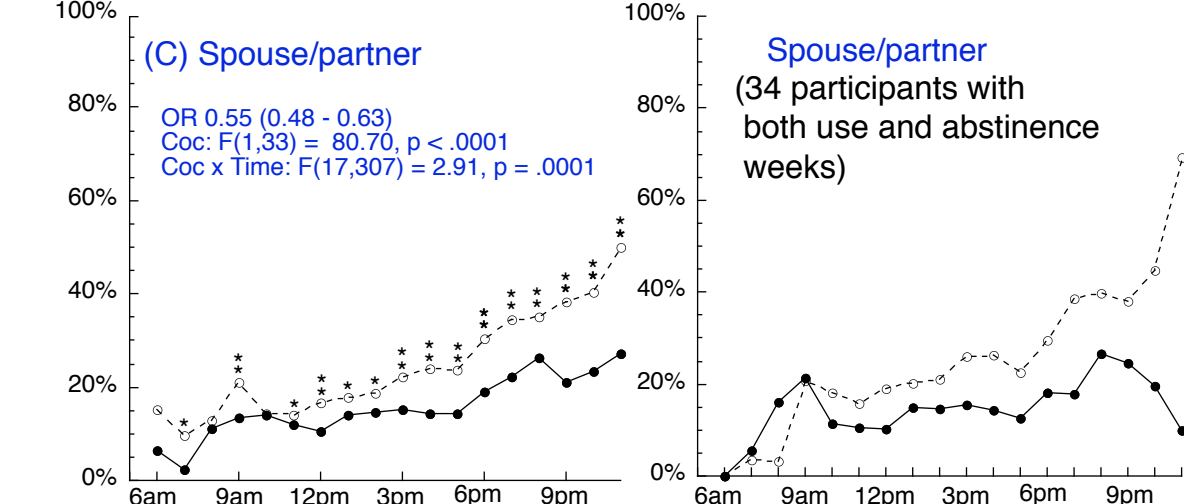 100%
(C) Spouse/partner
80%
OR 0.55 (0.48 - 0.63)
Coc: F(1,33) = 80.70, p < .0001
Coc x Time: F(17,307) = 2.91, p = .0001
60%
40%
20%
0%
6am 9am 12pm 3pm 6pm 9pm
* ** * ** * * ** ** ** ** ** ** ** ** **
100%
Spouse/partner
(34 participants with
both use and abstinence
weeks)
80%
60%
40%
20%
0%
6am 9am 12pm 3pm 6pm 9pm